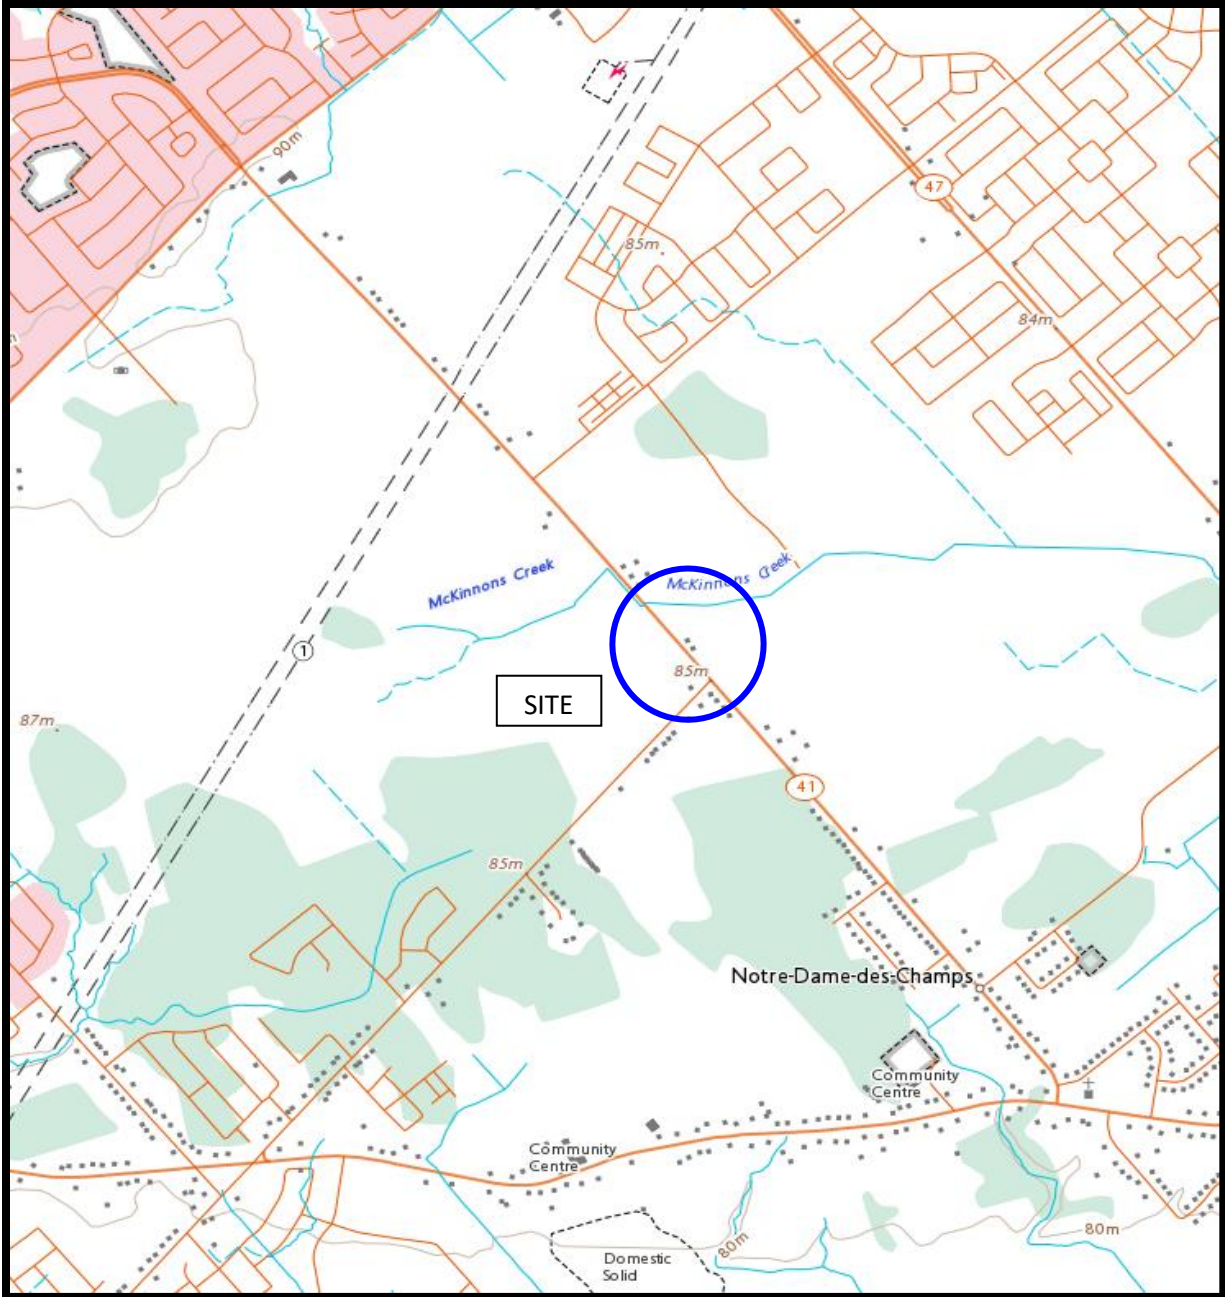 90m
47
85m
84m
McKinnons Creek
McKinnons Creek
1
85m
SITE
87m
41
85m
Notre-Dame-des-Champs
Community
Centre
Community
Centre
80m
80m
Domestic
Solid